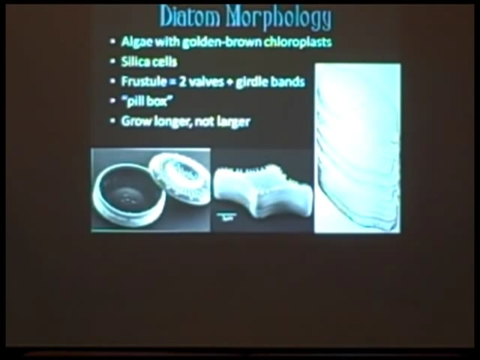 Diatom Morphology
• Algae with golden-brown chloroplasts
• Silica cells
• Frustule = 2 valves + girdle bands
• "pill box"
• Grow longer, not larger